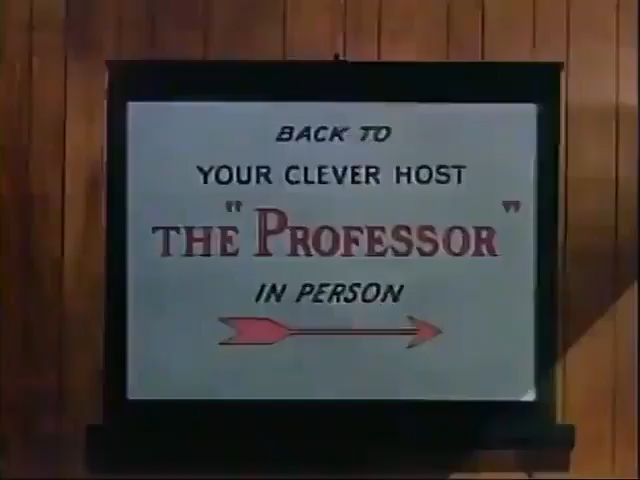 BACK TO
YOUR CLEVER HOST
THE "PROFESSOR"
IN PERSON